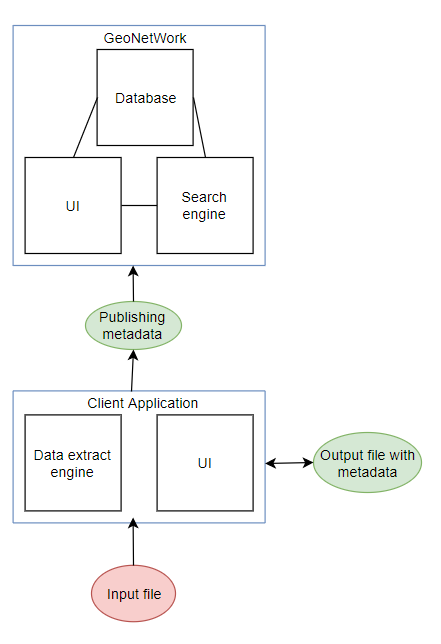 GeoNetWork
Database
UI
Search
engine
Publishing
metadata
Client Application
Data extract
engine
UI
Output file with
metadata
Input file